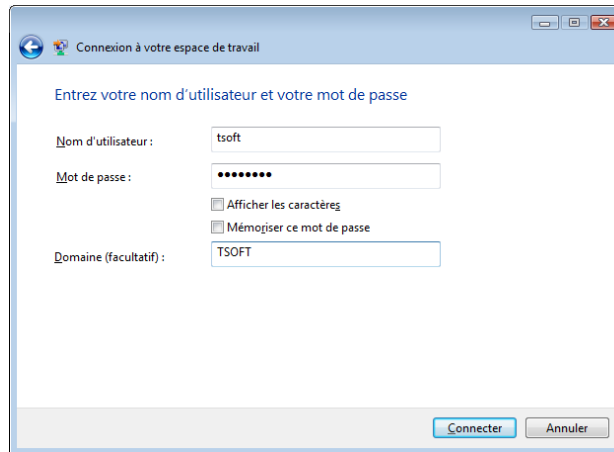 Connexion à votre espace de travail
Entrez votre nom d'utilisateur et votre mot de passe
Nom d'utilisateur : tsoft
Mot de passe : ●●●●●●●●
Afficher les caractères
Mémoriser ce mot de passe
Domaine (facultatif) : TSOFT
Connecter Annuler